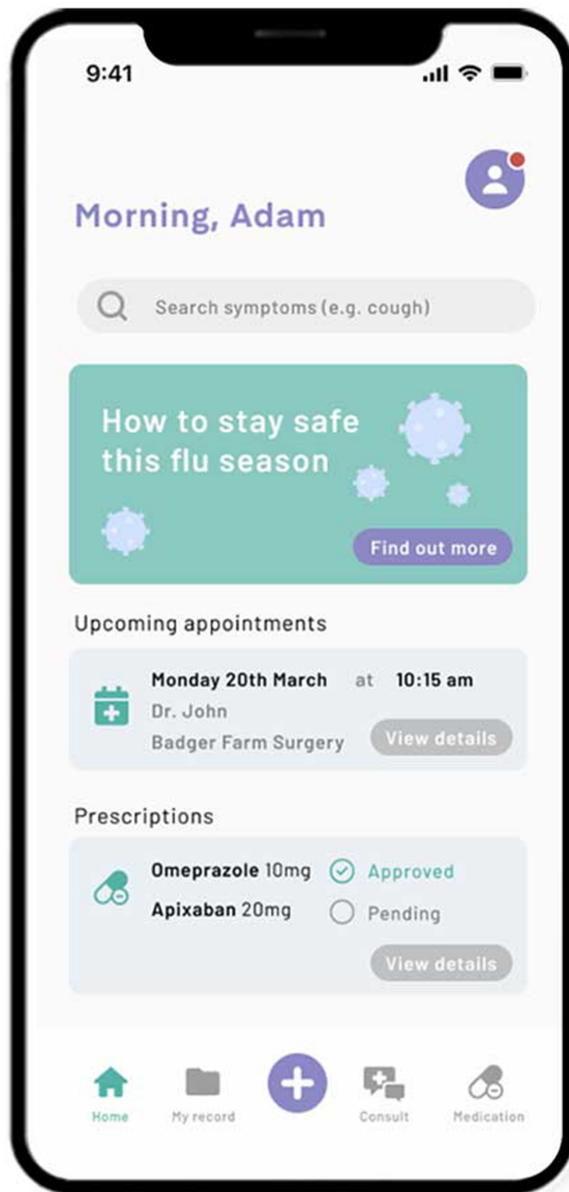 9:41
Morning, Adam
Search symptoms (e.g. cough)
How to stay safe
this flu season
Find out more
Upcoming appointments
Monday 20th March at 10:15 am
Dr. John
Badger Farm Surgery
View details
Prescriptions
Omeprazole 10mg Approved
Apixaban 20mg Pending
View details
Home My record Consult Medication